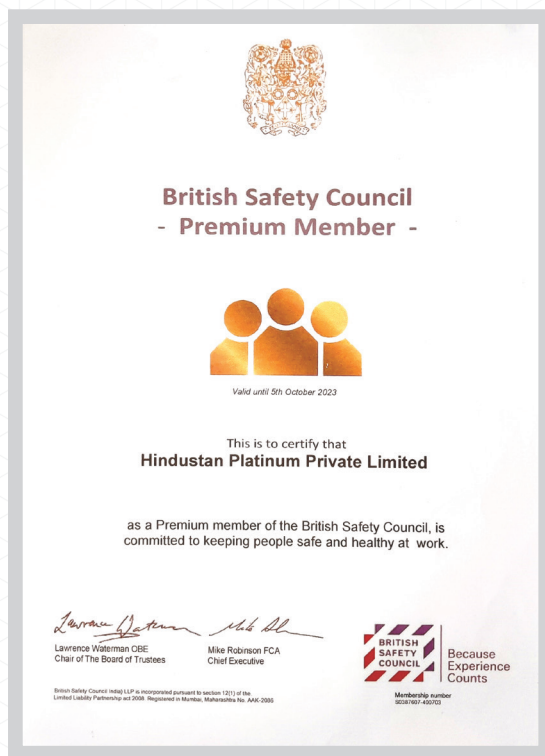 British Safety Council
- Premium Member -
Valid until 5th October 2023
This is to certify that
Hindustan Platinum Private Limited
as a Premium member of the British Safety Council, is
committed to keeping people safe and healthy at work.
Lawrence Waterman OBE
Chair of The Board of Trustees
Mike Robinson FCA
Chief Executive
BRITISH
SAFETY
COUNCIL
Because
Experience
Counts
British Safety Council India) LLP is incorporated pursuant to section 12(1) of the
Limited Liability Partnership act 2008. Registered in Mumbai, Maharashtra No. AAK-2086
Membership number
S0387607-400703